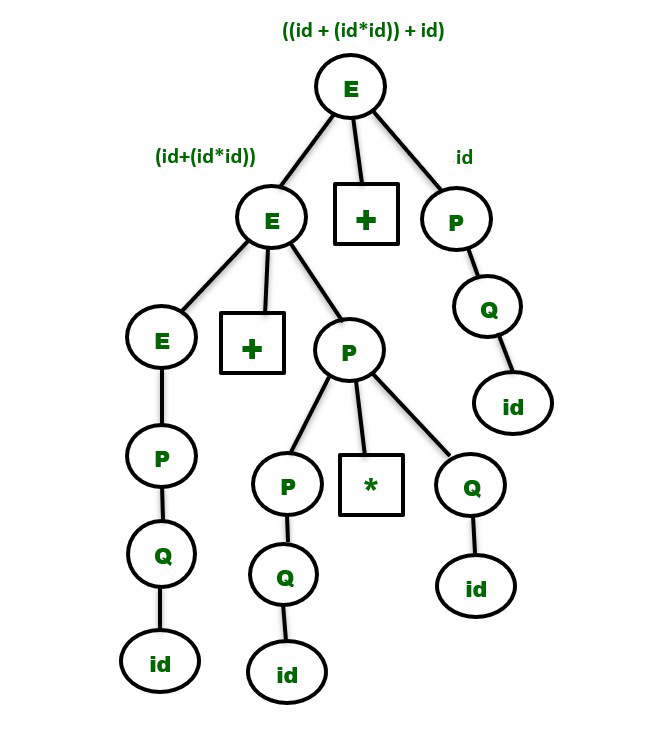 ((id + (id*id)) + id)
E
(id+(id*id))
id
E
+
P
Q
E
+
P
id
P
P
*
Q
Q
Q
id
id
id